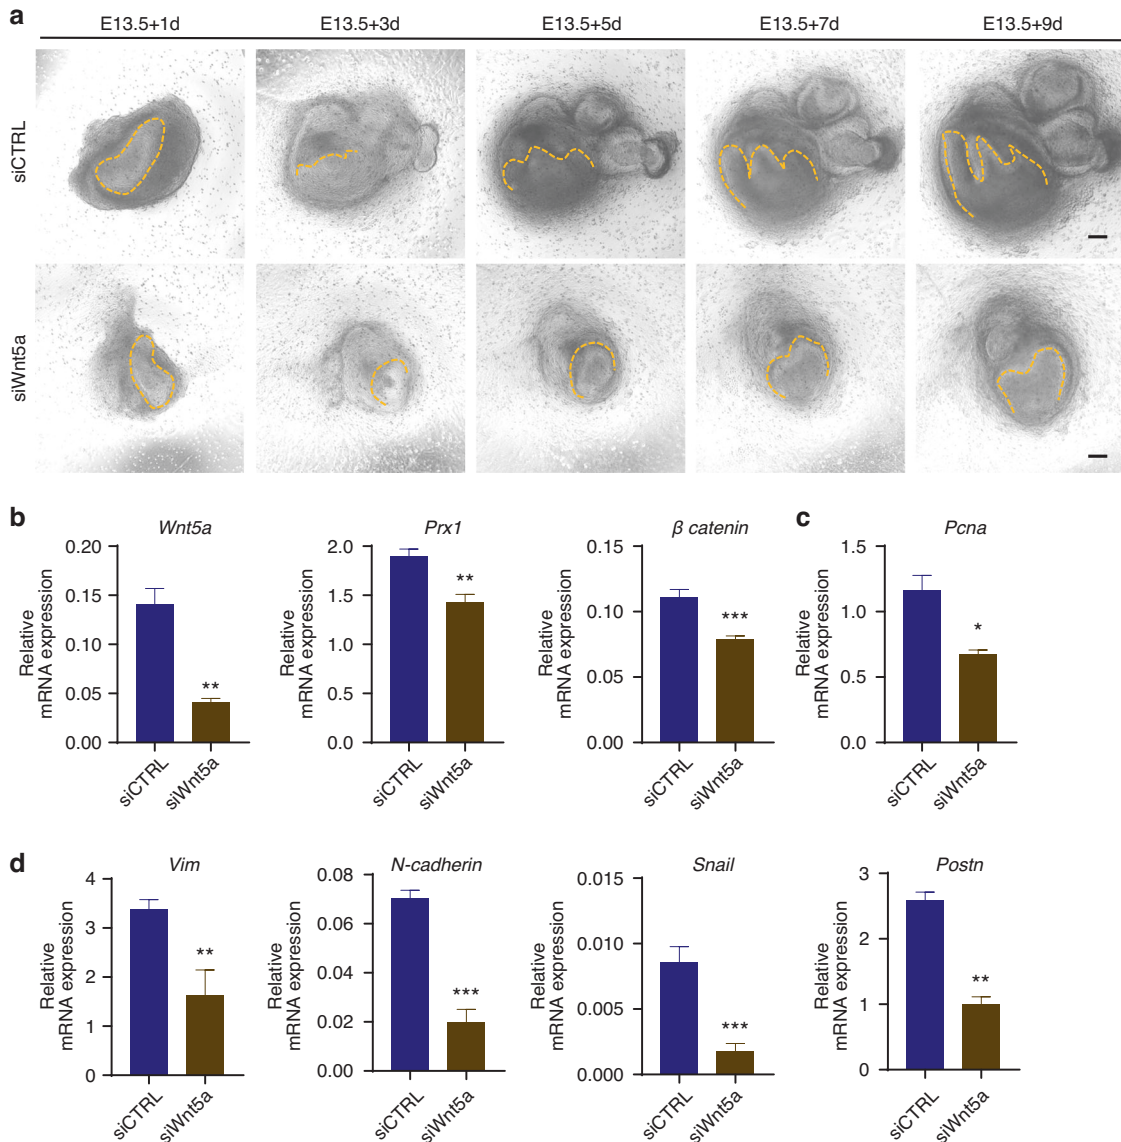 a
E13.5+1d E13.5+3d E13.5+5d E13.5+7d E13.5+9d
siCTRL
siWnt5a
b
Wnt5a
Relative
mRNA expression
0.20
0.15
0.10
0.05
0.00
**
siCTRL siWnt5a
Prx1
Relative
mRNA expression
2.0
1.5
1.0
0.5
0.0
**
siCTRL siWnt5a
β catenin
Relative
mRNA expression
0.15
0.10
0.05
0.00
***
siCTRL siWnt5a
c
Pcna
Relative
mRNA expression
1.5
1.0
0.5
0.0
*
siCTRL siWnt5a
d
Vim
Relative
mRNA expression
4
3
2
1
0
**
siCTRL siWnt5a
N-cadherin
Relative
mRNA expression
0.08
0.06
0.04
0.02
0.00
***
siCTRL siWnt5a
Snail
Relative
mRNA expression
0.015
0.010
0.005
0.000
***
siCTRL siWnt5a
Postn
Relative
mRNA expression
3
2
1
0
**
siCTRL siWnt5a